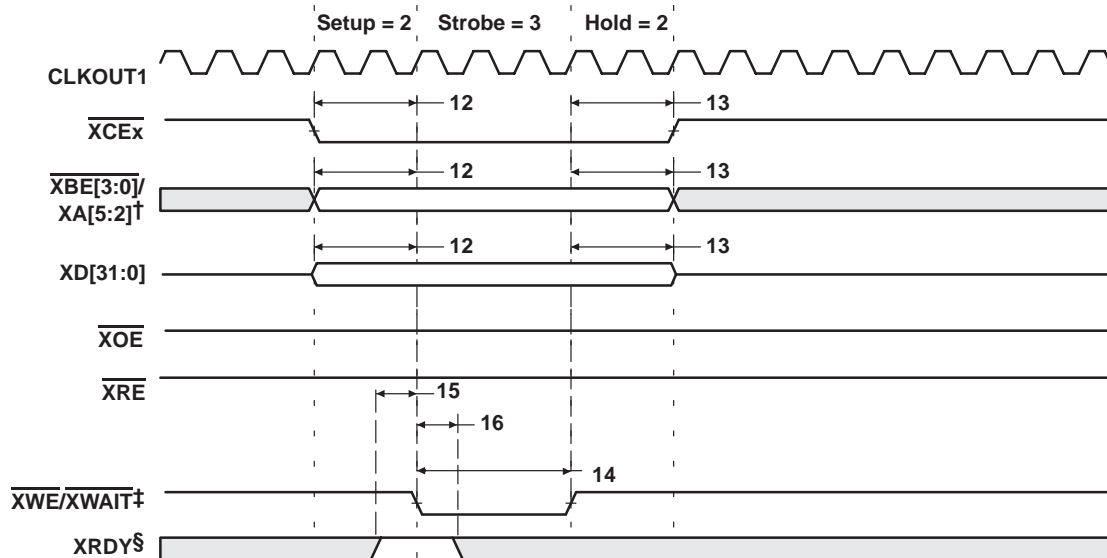 Setup = 2 Strobe = 3 Hold = 2
CLKOUT1
12 13
XCEx
12 13
XBE[3:0]/
XA[5:2]†
12 13
XD[31:0]
XOE
XRE
15
16
14
XWE/XWAIT‡
XRDY§